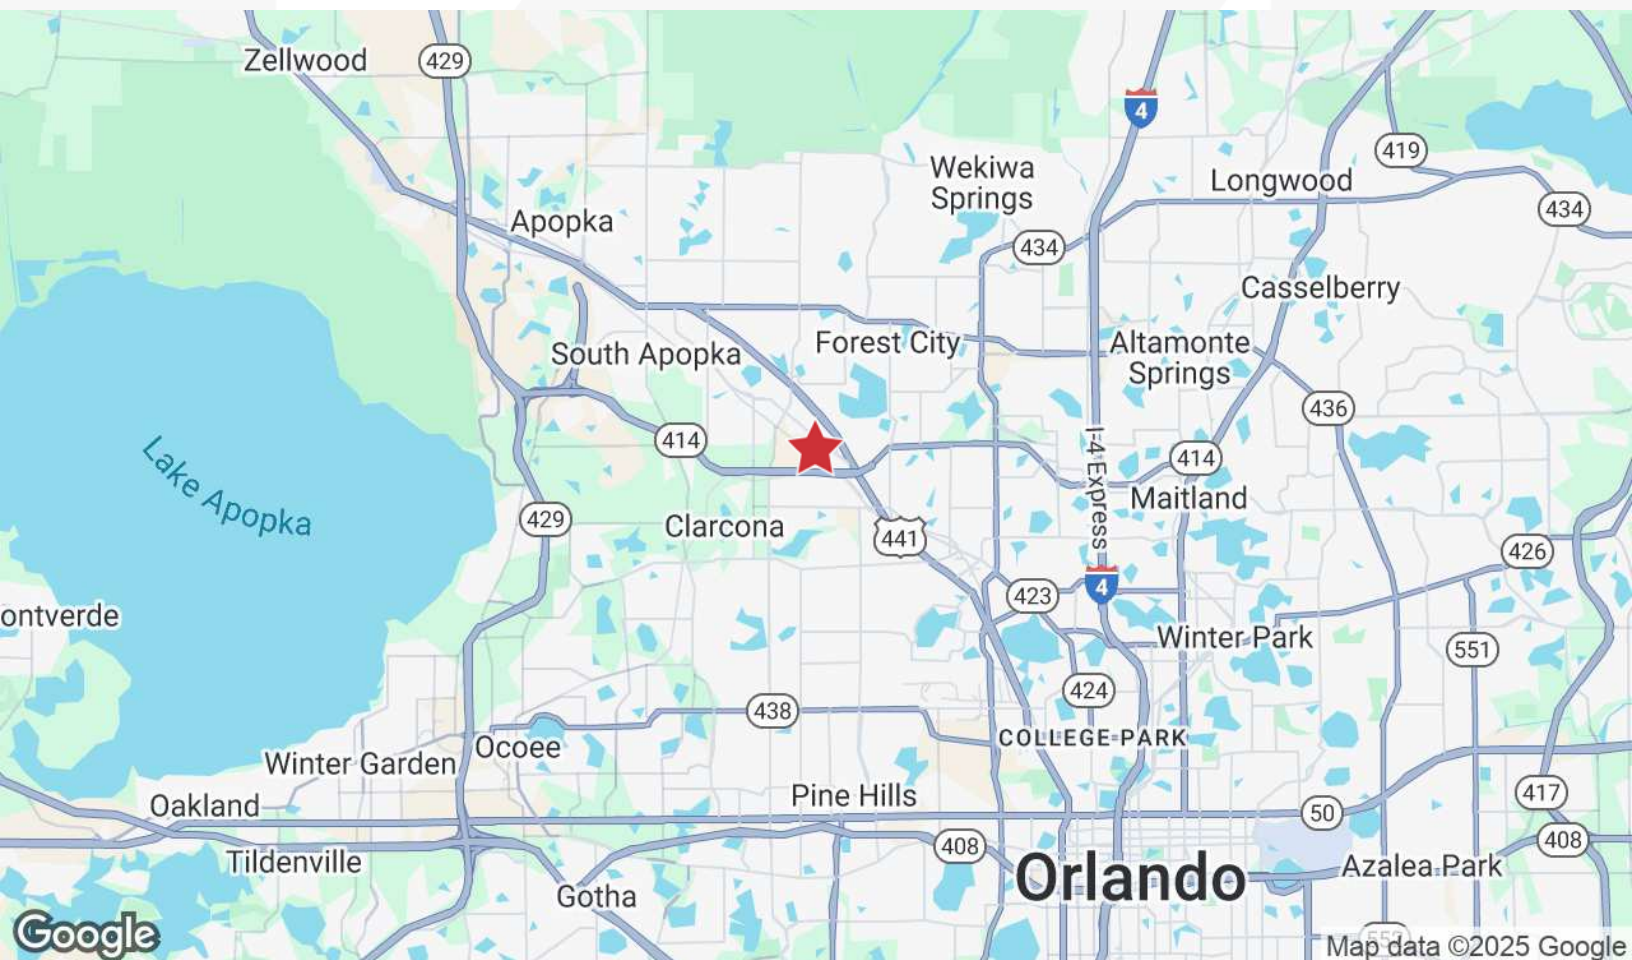 Zellwood
429
4
419
Wekiwa
Springs
Longwood
434
Apopka
434
Casselberry
Forest City
Altamonte
Springs
South Apopka
436
414
414
I-4 Express
Lake Apopka
Maitland
429
Clarcona
441
426
4
423
ontverde
Winter Park
551
424
438
COLLEGE PARK
Ocoee
Winter Garden
Pine Hills
417
Oakland
50
408
408
Tildenville
Azalea Park
Orlando
Gotha
Google
Map data ©2025 Google